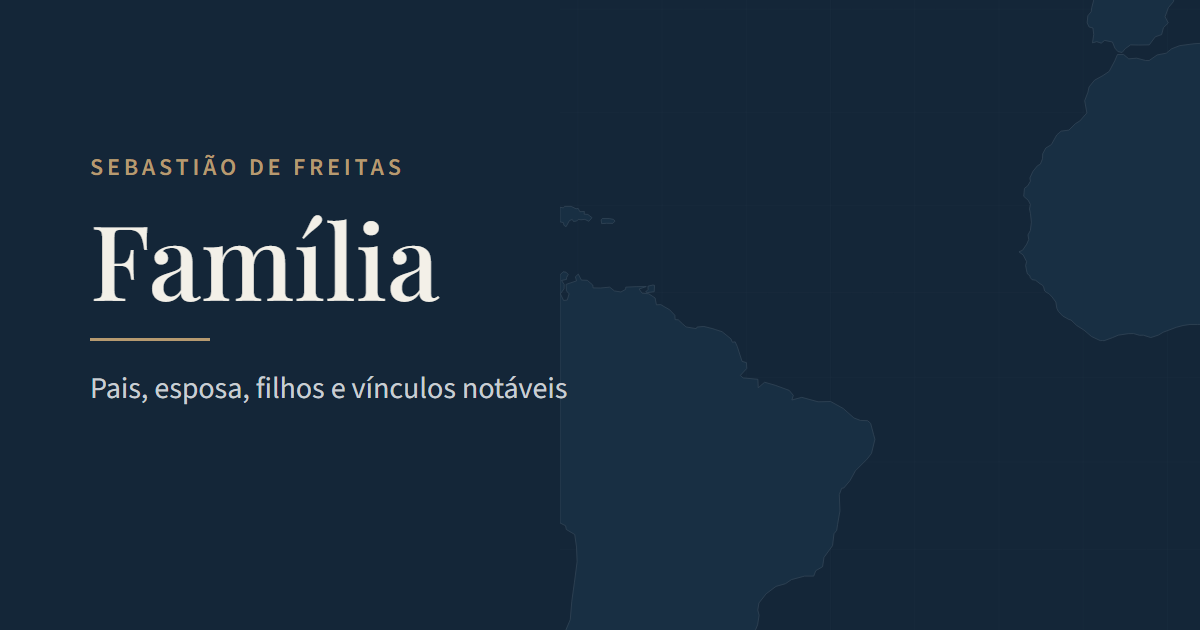 SEBASTIÃO DE FREITAS
Família
Pais, esposa, filhos e vínculos notáveis